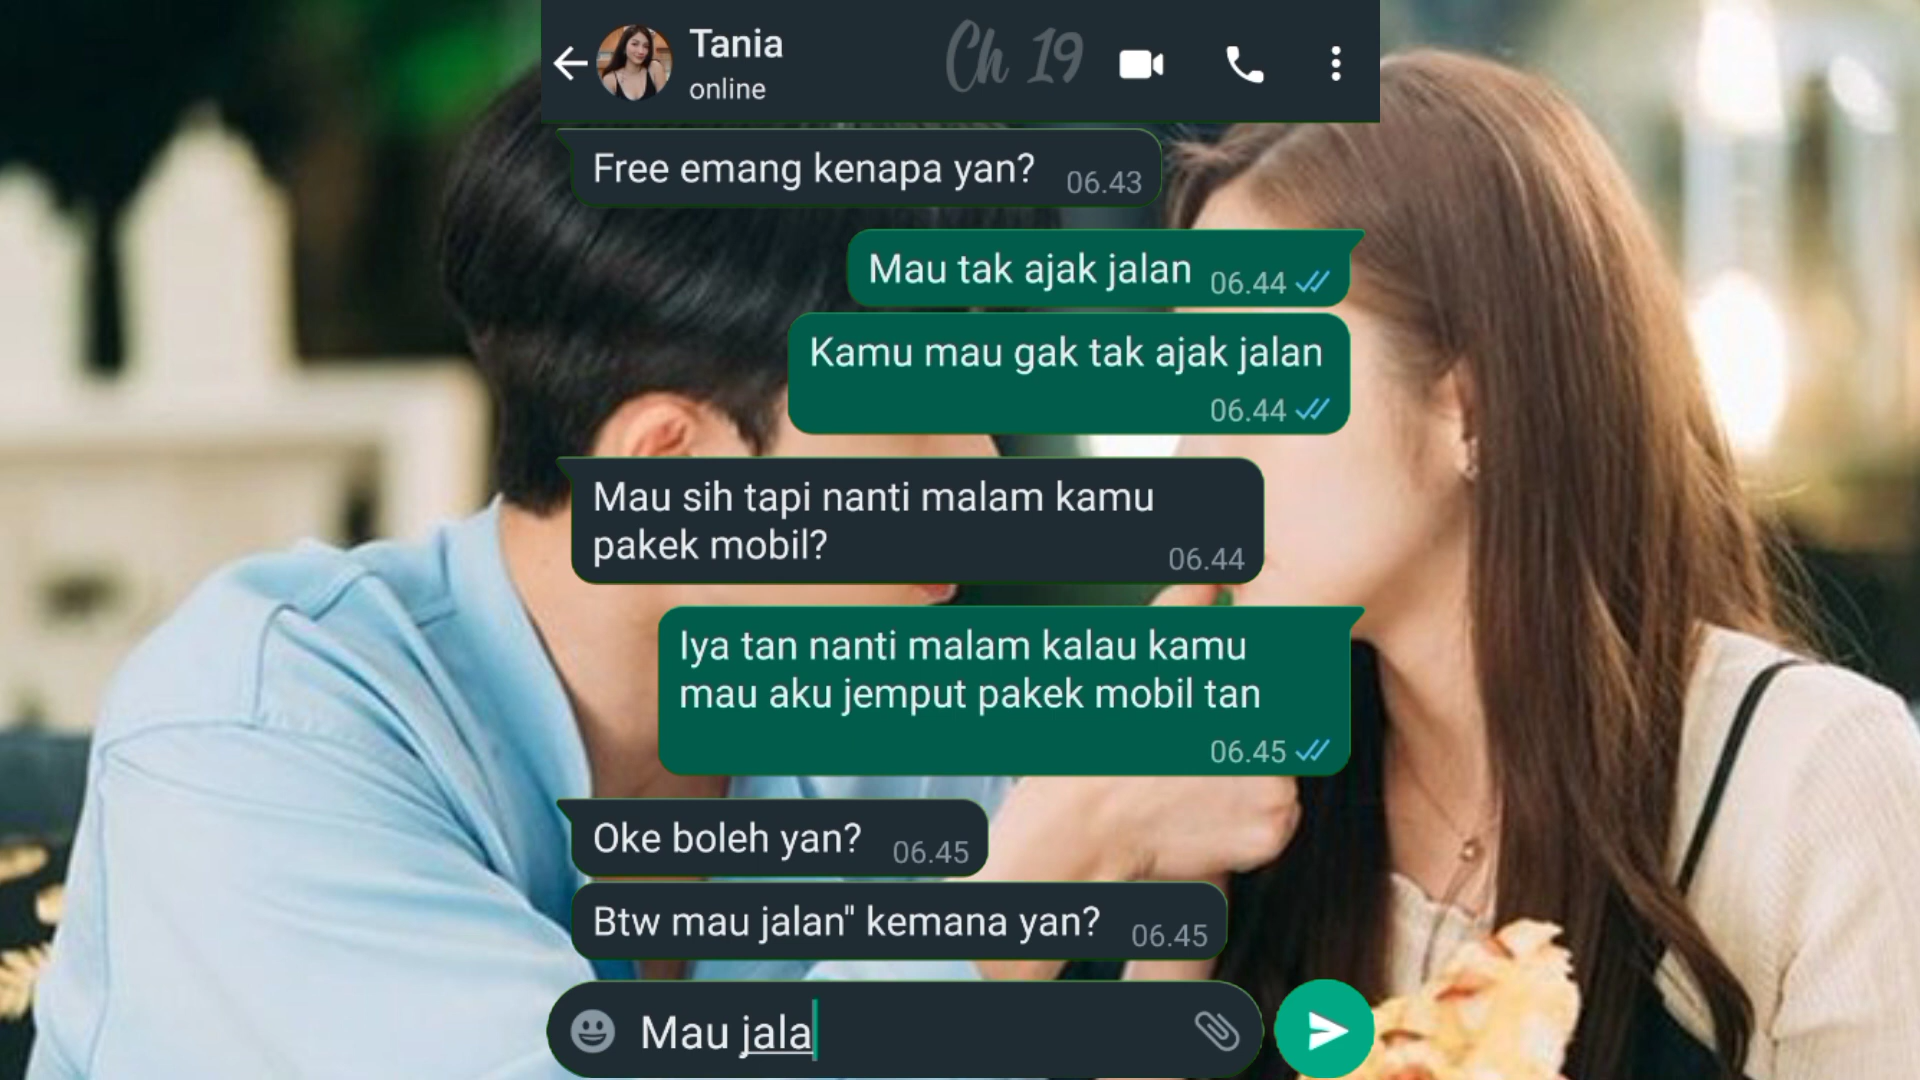 Tania
online
Ch 19
Free emang kenapa yan?
06.43
Mau tak ajak jalan
06.44
Kamu mau gak tak ajak jalan
06.44
Mau sih tapi nanti malam kamu
pakek mobil?
06.44
Iya tan nanti malam kalau kamu
mau aku jemput pakek mobil tan
06.45
Oke boleh yan?
06.45
Btw mau jalan" kemana yan?
06.45
Mau jala